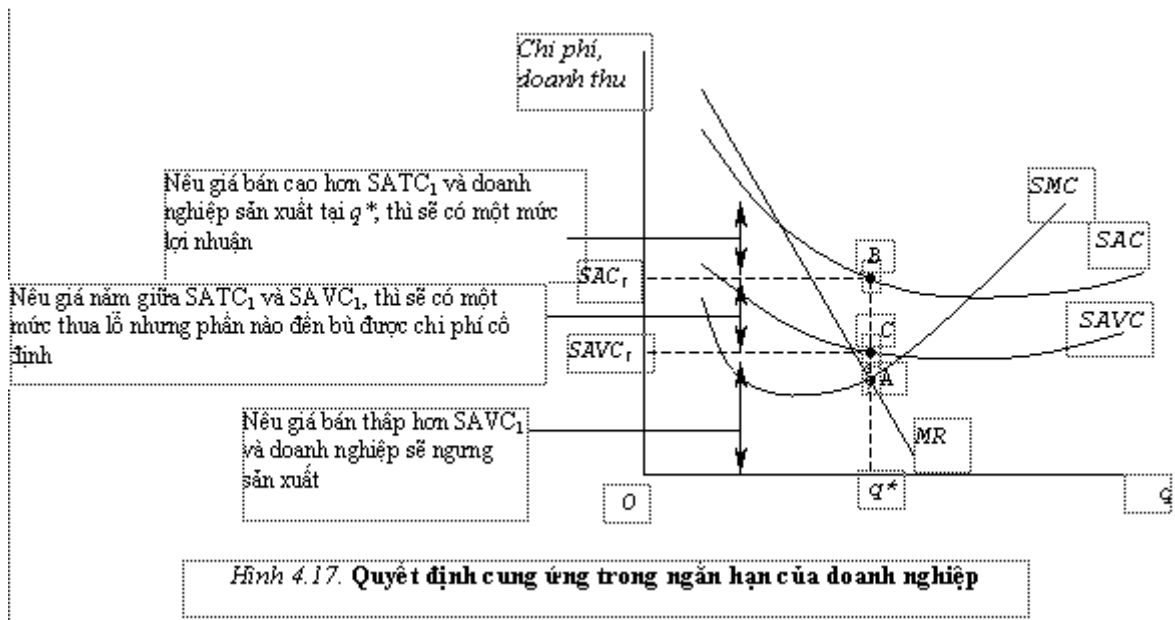 Chi phí,
doanh thu
Nếu giá bán cao hơn SATC₁ và doanh
nghiệp sản xuất tại q*, thì sẽ có một mức
lợi nhuận
Nếu giá nằm giữa SATC₁ và SAVC₁, thì sẽ có một
mức thua lỗ nhưng phần nào đền bù được chi phí cố
định
Nếu giá bán thấp hơn SAVC₁
và doanh nghiệp sẽ ngưng
sản xuất
SMC
SAC
B
SAC₁
SAVC
C
SAVC₁
A
MR
O
q*
q
Hình 4.17. Quyết định cung ứng trong ngắn hạn của doanh nghiệp